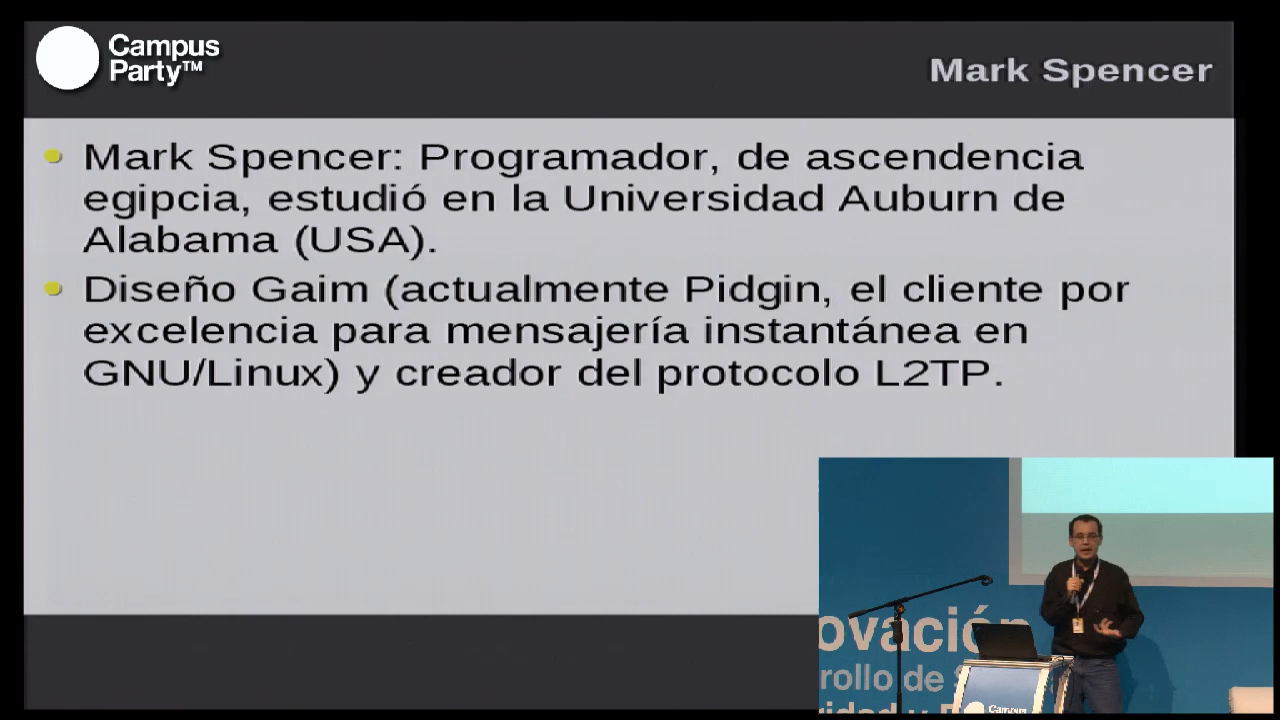 Campus
Party™
Mark Spencer
Mark Spencer: Programador, de ascendencia
egipcia, estudió en la Universidad Auburn de
Alabama (USA).
Diseño Gaim (actualmente Pidgin, el cliente por
excelencia para mensajería instantánea en
GNU/Linux) y creador del protocolo L2TP.
ovación
rollo de
Campus